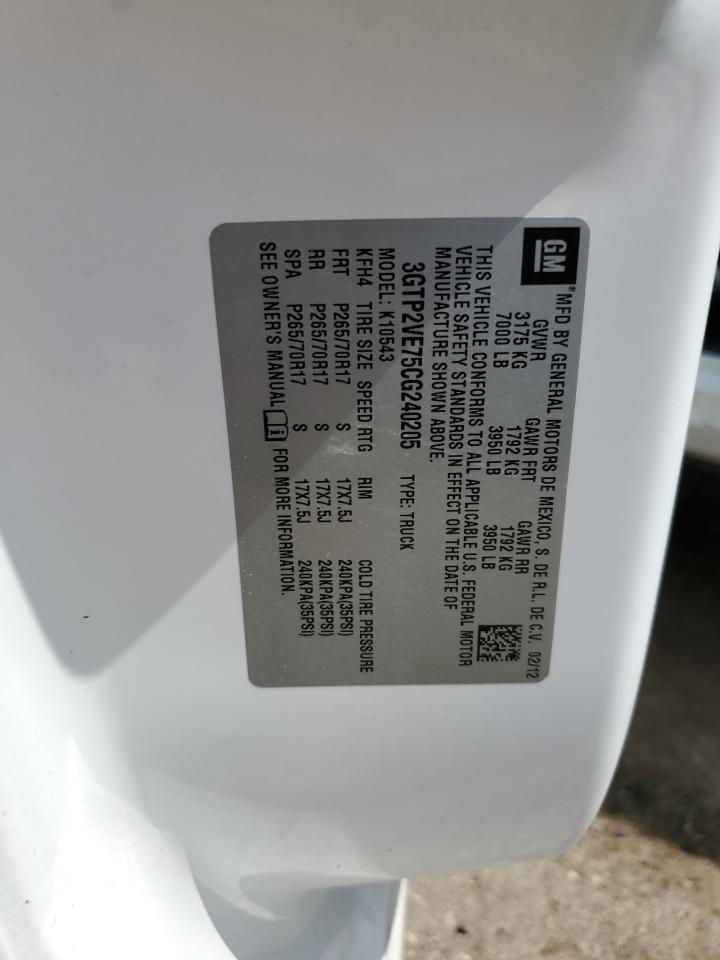 GM
® MFD BY GENERAL MOTORS DE MEXICO, S. DE R.L. DE C.V. 02/12
GVWR GAWR FRT GAWR RR
3175 KG 1792 KG 1792 KG
7000 LB 3950 LB 3950 LB
THIS VEHICLE CONFORMS TO ALL APPLICABLE U.S. FEDERAL MOTOR
VEHICLE SAFETY STANDARDS IN EFFECT ON THE DATE OF
MANUFACTURE SHOWN ABOVE.
3GTP2VE75CG240205 TYPE: TRUCK
MODEL: K10543
KFH4 TIRE SIZE SPEED RTG RIM COLD TIRE PRESSURE
FRT P265/70R17 S 17X7.5J 240KPA(35PSI)
RR P265/70R17 S 17X7.5J 240KPA(35PSI)
SPA P265/70R17 S 17X7.5J 240KPA(35PSI)
SEE OWNER'S MANUAL i FOR MORE INFORMATION.